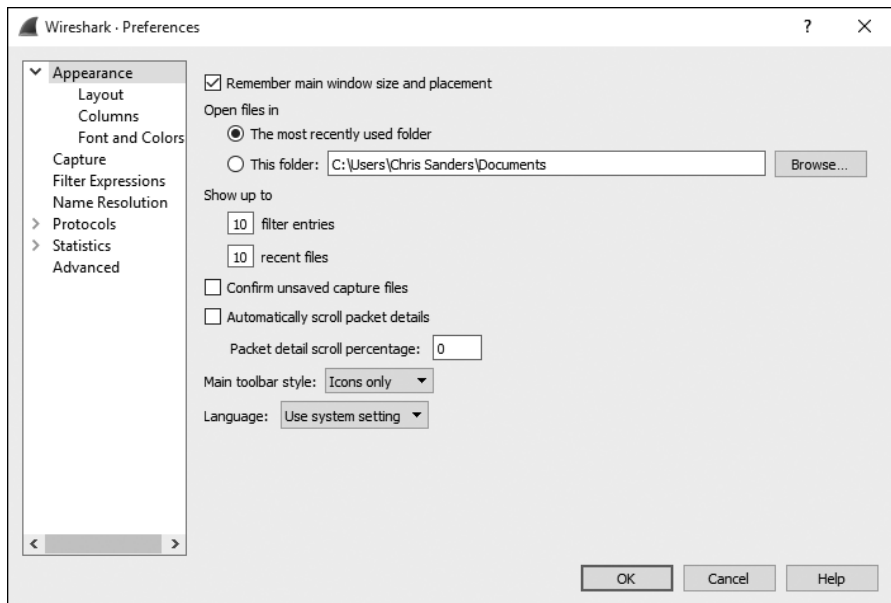 Wireshark · Preferences
Appearance
Layout
Columns
Font and Colors
Capture
Filter Expressions
Name Resolution
Protocols
Statistics
Advanced
Remember main window size and placement
Open files in
The most recently used folder
This folder: C:\Users\Chris Sanders\Documents Browse...
Show up to
10 filter entries
10 recent files
Confirm unsaved capture files
Automatically scroll packet details
Packet detail scroll percentage: 0
Main toolbar style: Icons only
Language: Use system setting
OK Cancel Help